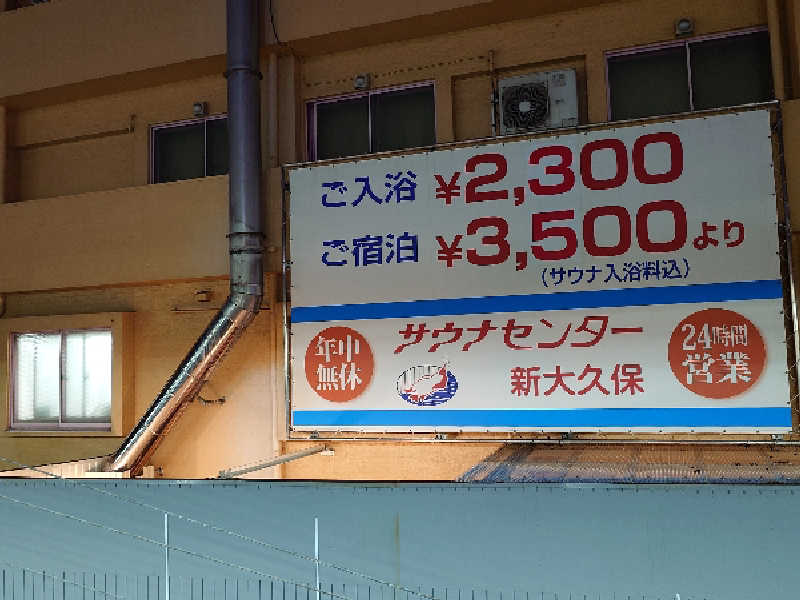 ご入浴 ¥2,300
ご宿泊 ¥3,500より
(サウナ入浴料込)
年中
無休
サウナセンター
新大久保
24時間
営業